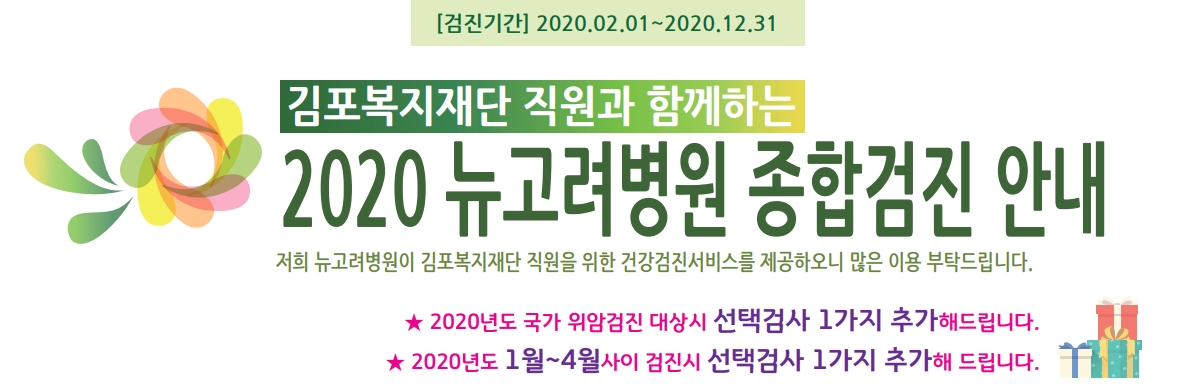 [검진기간] 2020.02.01~2020.12.31
김포복지재단 직원과 함께하는
2020 뉴고려병원 종합검진 안내
저희 뉴고려병원이 김포복지재단 직원을 위한 건강검진서비스를 제공하오니 많은 이용 부탁드립니다.
★ 2020년도 국가 위암검진 대상시 선택검사 1가지 추가해드립니다.
★ 2020년도 1월~4월사이 검진시 선택검사 1가지 추가해 드립니다.